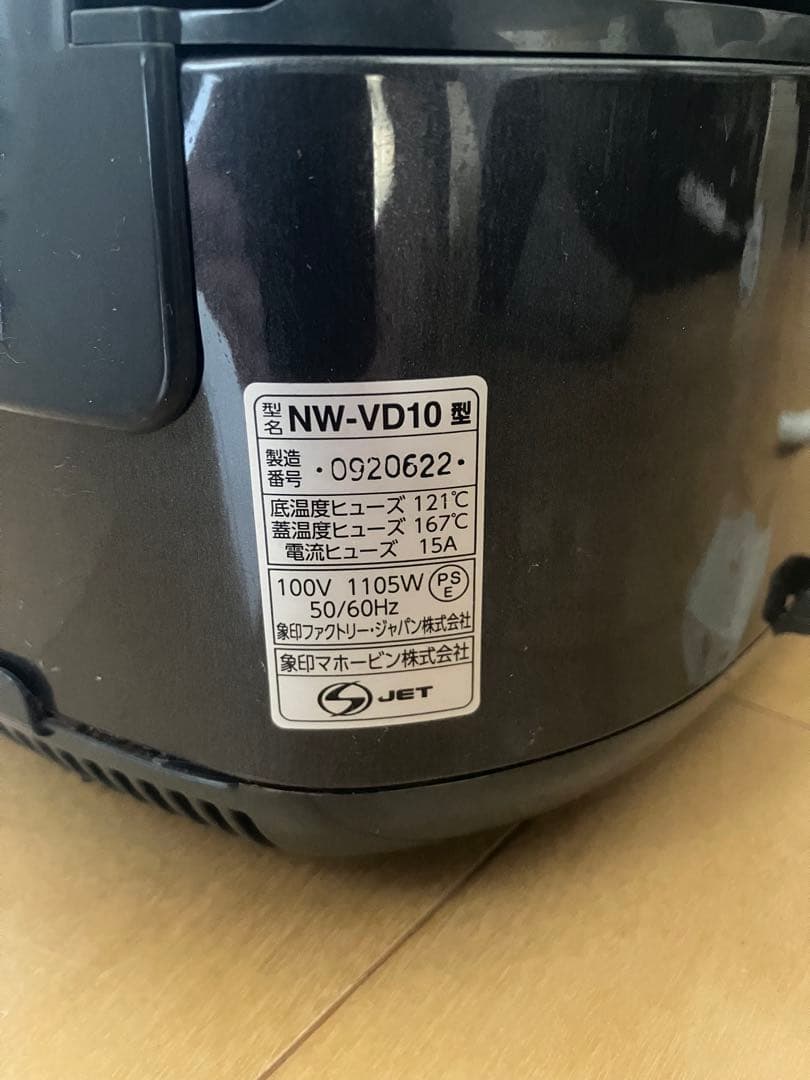 型名 NW-VD10 型
製造番号 ・0920622・
底温度ヒューズ 121℃
蓋温度ヒューズ 167℃
電流ヒューズ 15A
100V 1105W PSE
50/60Hz
象印ファクトリー・ジャパン株式会社
象印マホービン株式会社
S JET